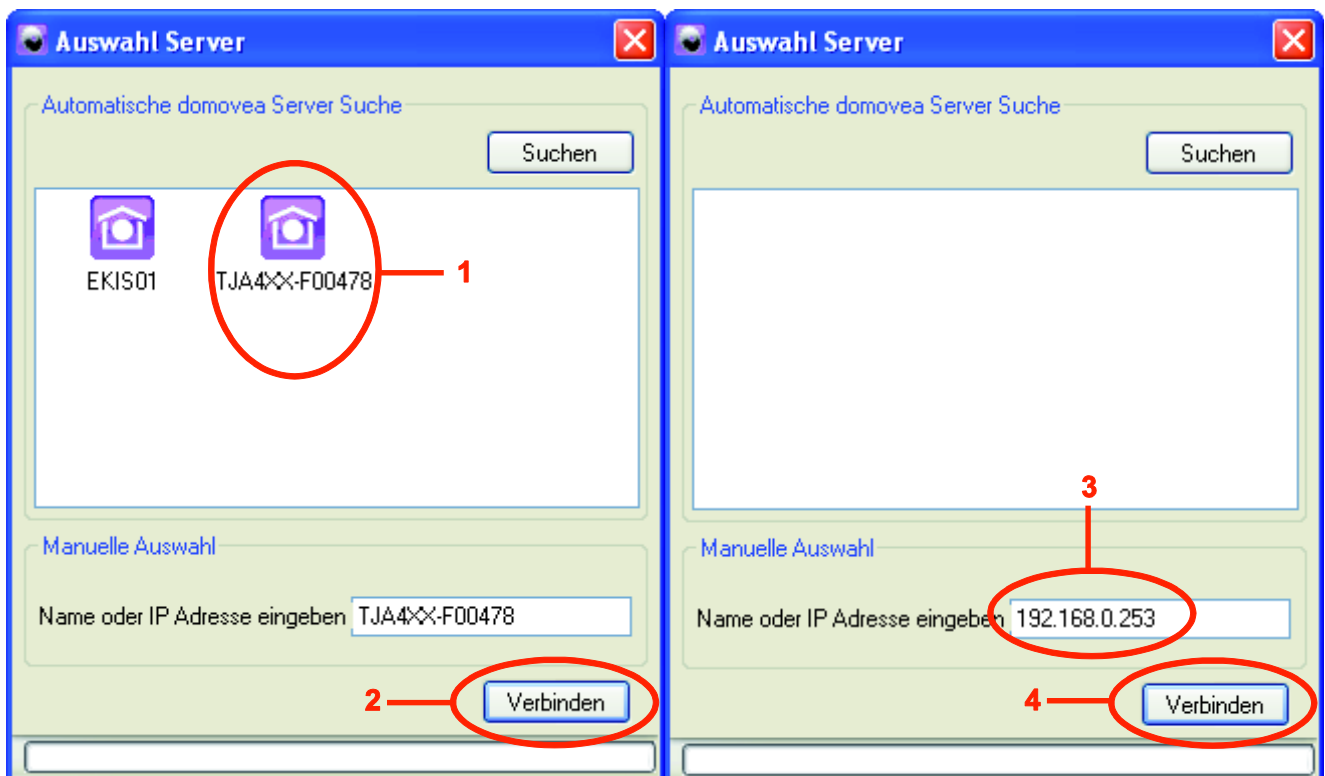 Auswahl Server
Automatische domovea Server Suche
Suchen
EKIS01
TJA4XX-F00478
1
Manuelle Auswahl
Name oder IP Adresse eingeben TJA4XX-F00478
2
Verbinden
Auswahl Server
Automatische domovea Server Suche
Suchen
3
Manuelle Auswahl
Name oder IP Adresse eingeben 192.168.0.253
4
Verbinden